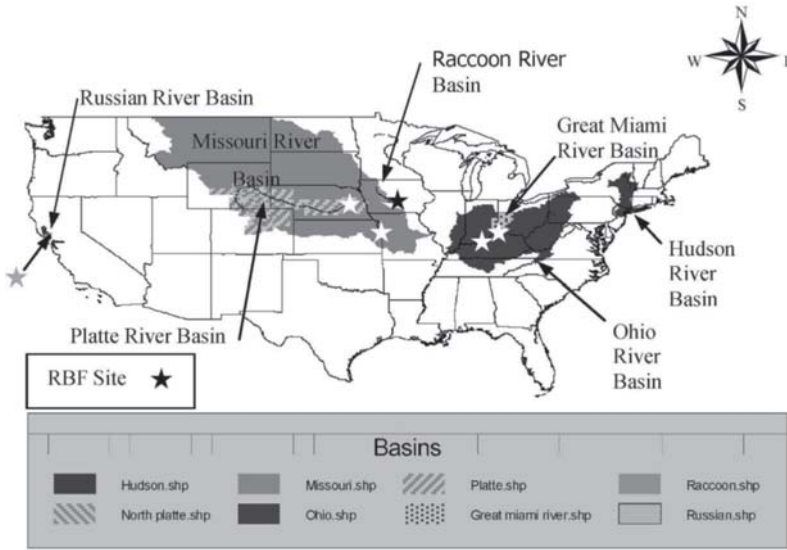 N
W
E
S
Raccoon River
Basin
Russian River Basin
Great Miami
River Basin
Missouri River
Basin
Hudson
River
Basin
Platte River Basin
Ohio
River
Basin
RBF Site
Basins
Hudson.shp
Missouri.shp
Platte.shp
Raccoon.shp
North platte.shp
Ohio.shp
Great miami river.shp
Russian.shp